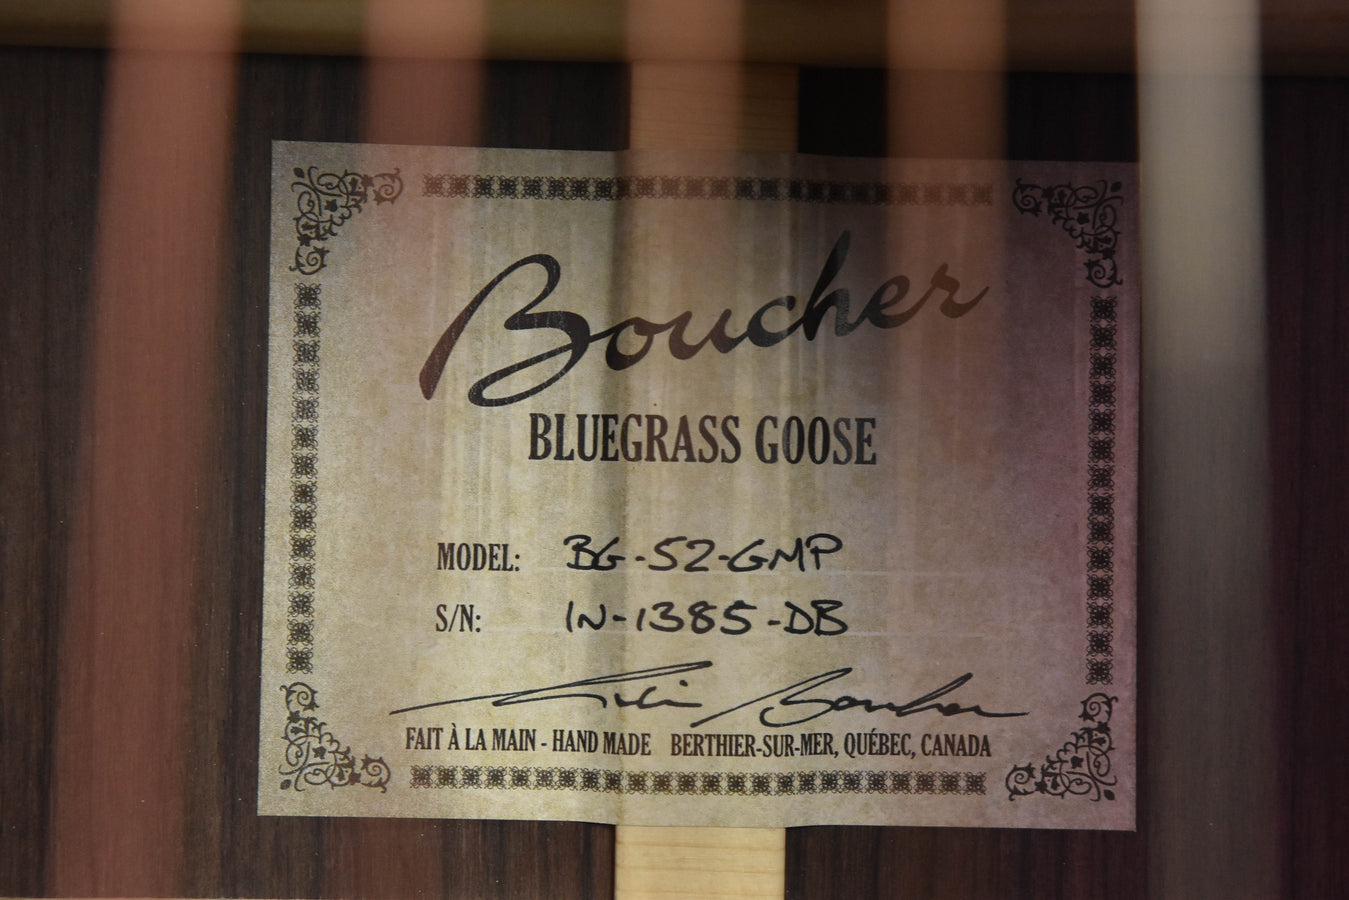 Boucher
BLUEGRASS GOOSE
MODEL: BG-52-GMP
S/N: IN-1385-DB
FAIT À LA MAIN - HAND MADE BERTHIER-SUR-MER, QUÉBEC, CANADA